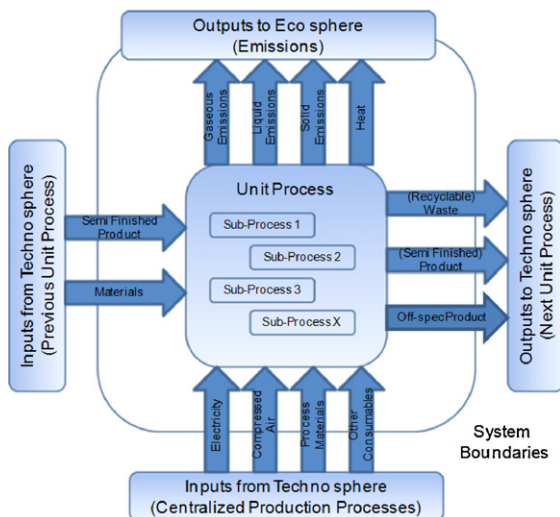 Outputs to Eco sphere
(Emissions)
Gaseous
Emissions
Liquid
Emissions
Solid
Emissions
Heat
Inputs from Techno sphere
(Previous Unit Process)
Semi Finished
Product
Materials
Unit Process
Sub-Process 1
Sub-Process 2
Sub-Process 3
Sub-Process X
(Recyclable)
Waste
(Semi Finished)
Product
Off-specProduct
Outputs to Techno sphere
(Next Unit Process)
Electricity
Compressed
Air
Process
Materials
Other
Consumables
System
Boundaries
Inputs from Techno sphere
(Centralized Production Processes)